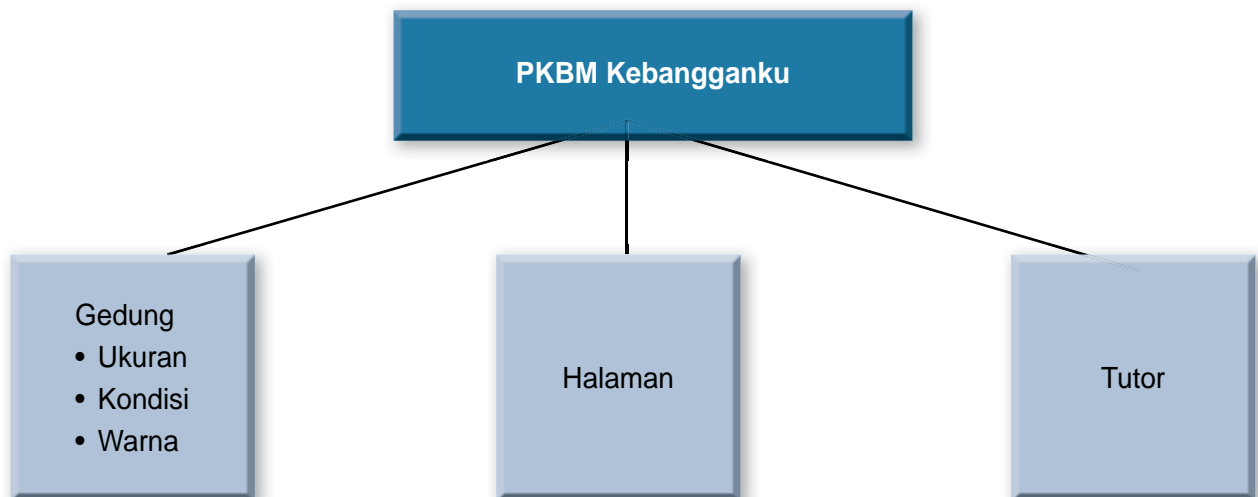 PKBM Kebangganku
Gedung
• Ukuran
• Kondisi
• Warna
Halaman
Tutor